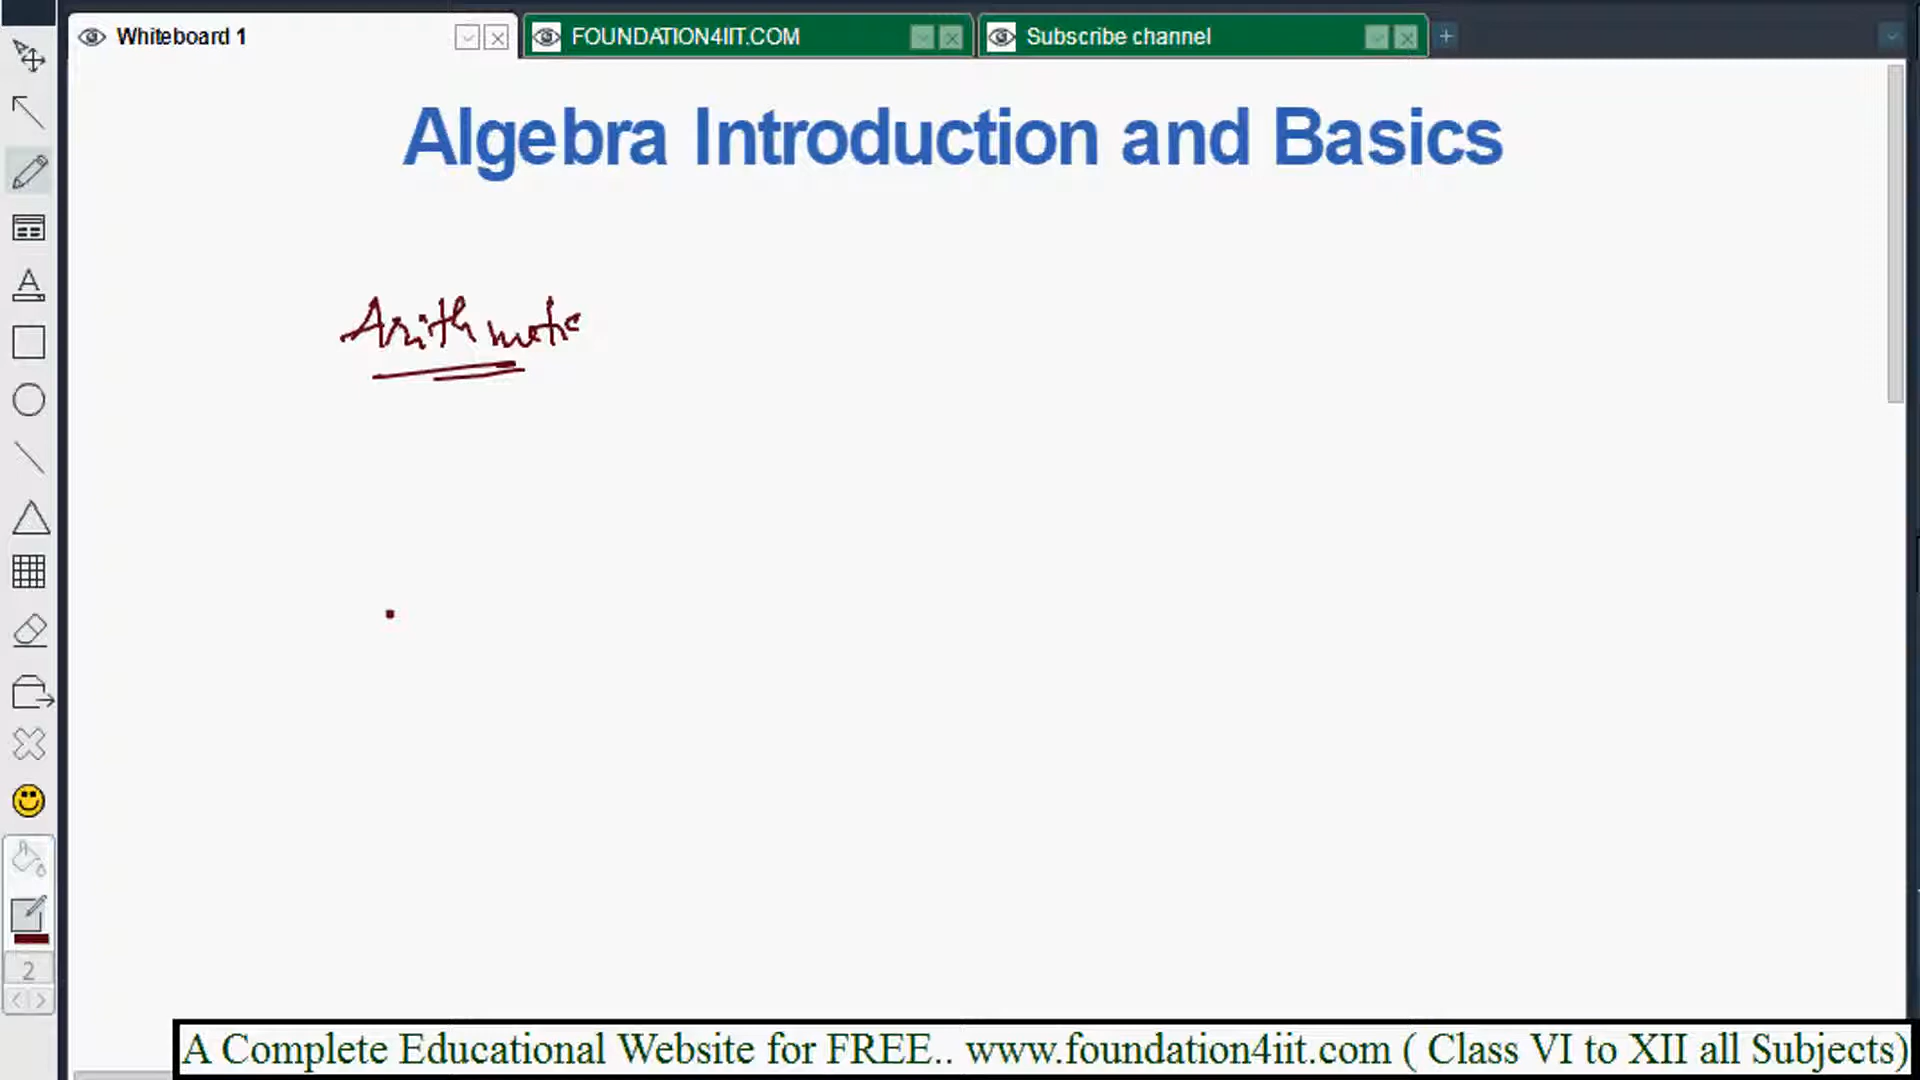 Whiteboard 1
FOUNDATION4IIT.COM
Subscribe channel
Algebra Introduction and Basics
Arithmetic
2
A Complete Educational Website for FREE.. www.foundation4iit.com ( Class VI to XII all Subjects)